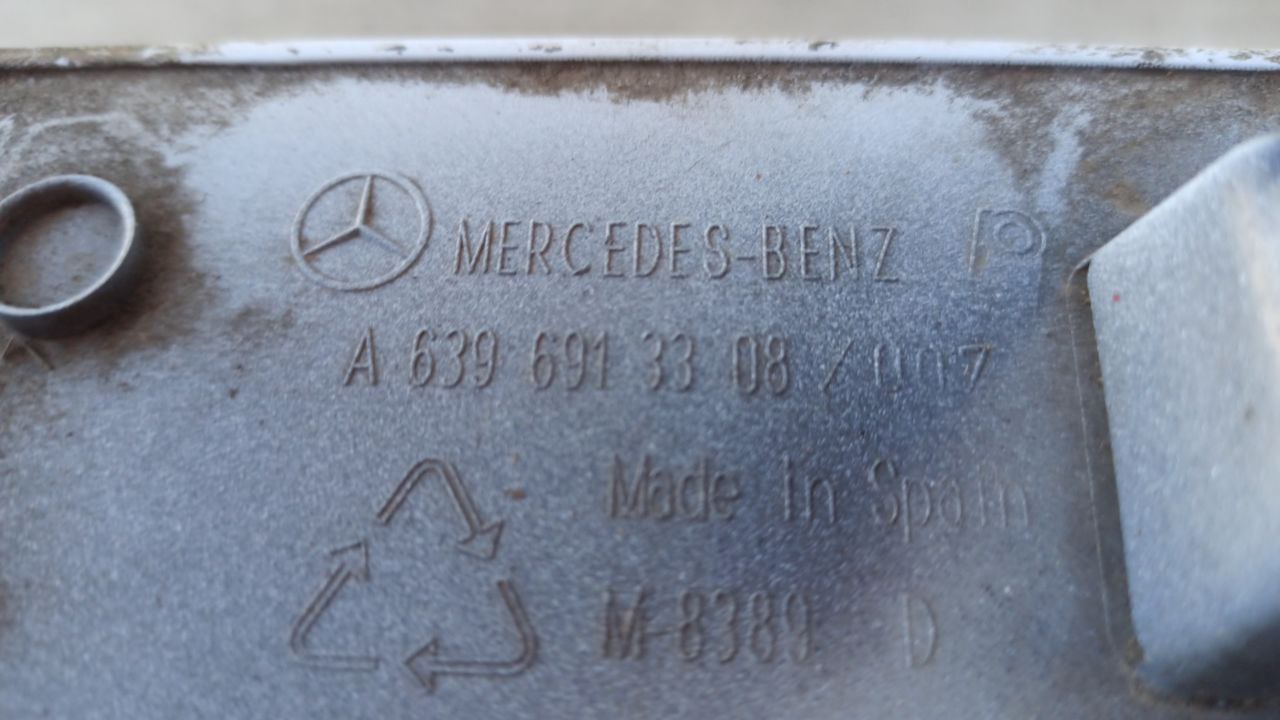 MERCEDES-BENZ
A 639 691 33 08 / 007
Made In Spain
M-8389 D